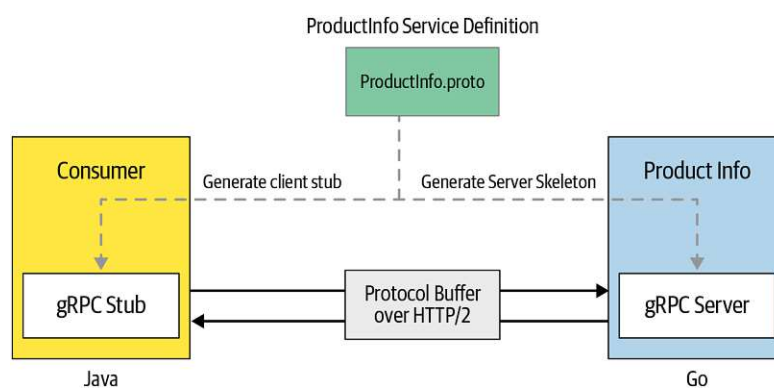 ProductInfo Service Definition
ProductInfo.proto
Consumer
Product Info
Generate client stub
Generate Server Skeleton
gRPC Stub
Protocol Buffer
over HTTP/2
gRPC Server
Java
Go